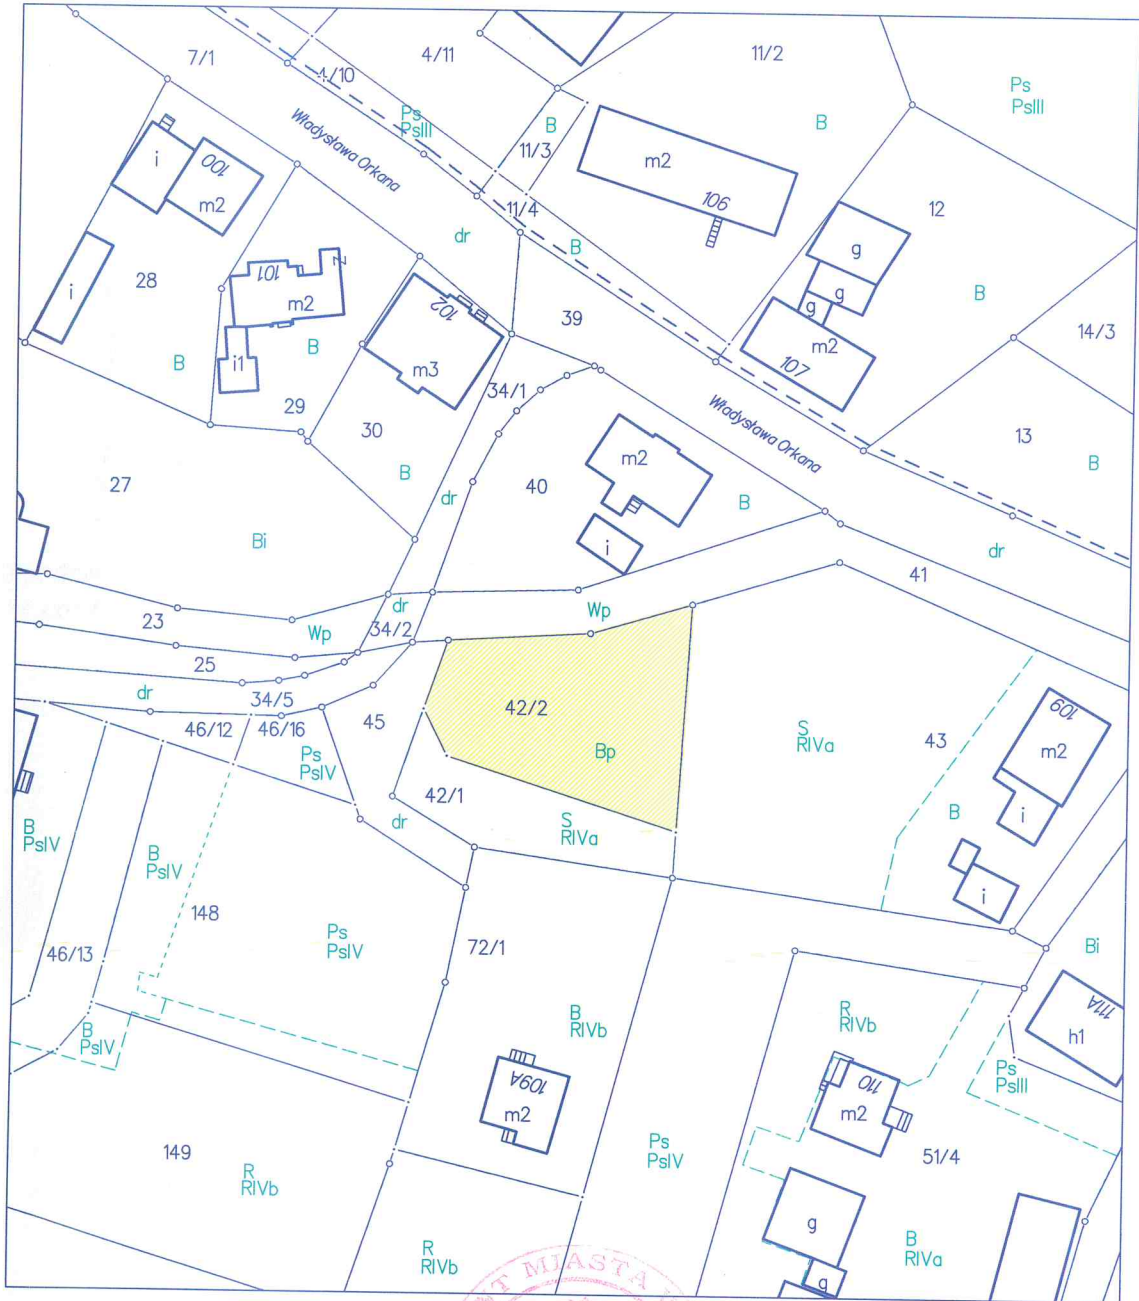 7/1
4/10
4/11
11/2
Ps
PsIII
Ps
PsIII
B
B
11/3
m2
106
Władysława Orkana
i
100
m2
11/4
B
dr
12
g
g
g
B
28
i
101
m2
N
39
14/3
102
m3
m2
107
B
B
i1
34/1
29
30
Władysława Orkana
13
B
27
B
dr
40
m2
B
Bi
i
dr
41
23
Wp
dr
34/2
Wp
25
dr
34/5
46/12
46/16
45
42/2
Bp
S
RIVa
43
109
m2
Ps
PsIV
42/1
dr
S
RIVa
B
i
B
PsIV
B
PsIV
i
148
Ps
PsIV
72/1
46/13
Bi
B
PsIV
B
RIVb
R
RIVb
111A
h1
109A
m2
110
m2
Ps
PsIII
149
R
RIVb
Ps
PsIV
51/4
g
R
RIVb
B
RIVa
g
NT MIASTA